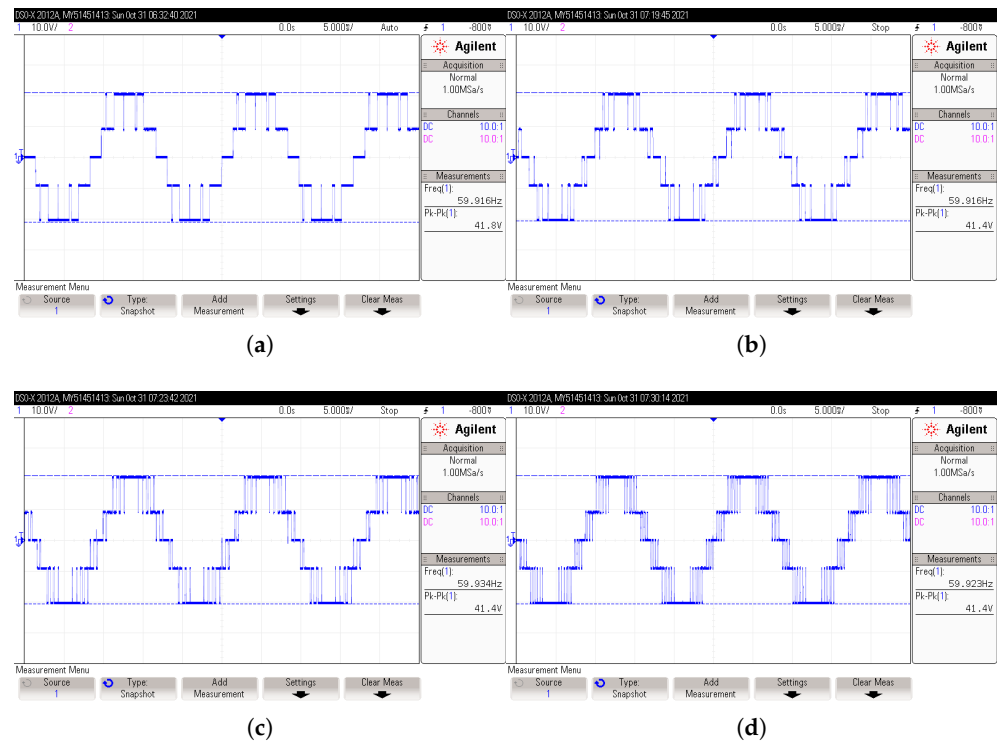 DSO-X 2012A, MY51451413: Sun Oct 31 06:32:40 2021
1 10.0V/ 2 0.0s 5.000%/ Auto 1 -800%
Agilent
Acquisition
Normal
1.00MSa/s
Channels
DC 10.0:1
DC 10.0:1
Measurements
Freq(1):
59.916Hz
Pk-Pk(1):
41.8V
Measurement Menu
Source
1
Type:
Snapshot
Add
Measurement
Settings
Clear Meas
(a)
DSO-X 2012A, MY51451413: Sun Oct 31 07:19:45 2021
1 10.0V/ 2 0.0s 5.000%/ Stop 1 -800%
Agilent
Acquisition
Normal
1.00MSa/s
Channels
DC 10.0:1
DC 10.0:1
Measurements
Freq(1):
59.916Hz
Pk-Pk(1):
41.4V
Measurement Menu
Source
1
Type:
Snapshot
Add
Measurement
Settings
Clear Meas
(b)
DSO-X 2012A, MY51451413: Sun Oct 31 07:23:42 2021
1 10.0V/ 2 0.0s 5.000%/ Stop 1 -800%
Agilent
Acquisition
Normal
1.00MSa/s
Channels
DC 10.0:1
DC 10.0:1
Measurements
Freq(1):
59.934Hz
Pk-Pk(1):
41.4V
Measurement Menu
Source
1
Type:
Snapshot
Add
Measurement
Settings
Clear Meas
(c)
DSO-X 2012A, MY51451413: Sun Oct 31 07:30:14 2021
1 10.0V/ 2 0.0s 5.000%/ Stop 1 -800%
Agilent
Acquisition
Normal
1.00MSa/s
Channels
DC 10.0:1
DC 10.0:1
Measurements
Freq(1):
59.923Hz
Pk-Pk(1):
41.4V
Measurement Menu
Source
1
Type:
Snapshot
Add
Measurement
Settings
Clear Meas
(d)